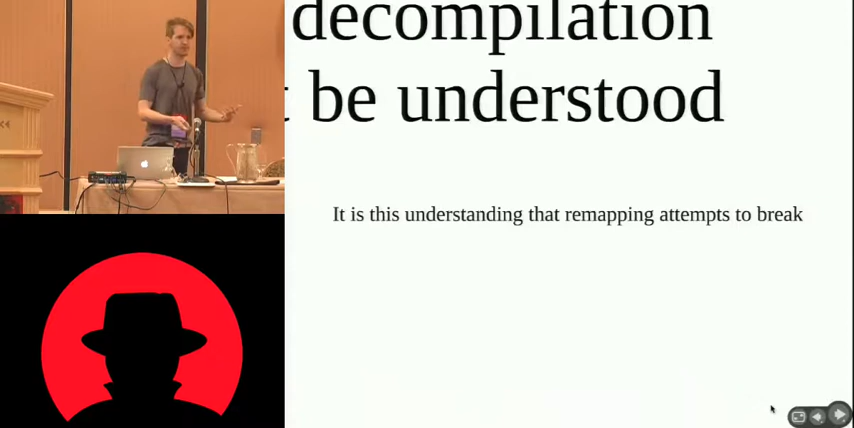 decompilation
be understood
It is this understanding that remapping attempts to break